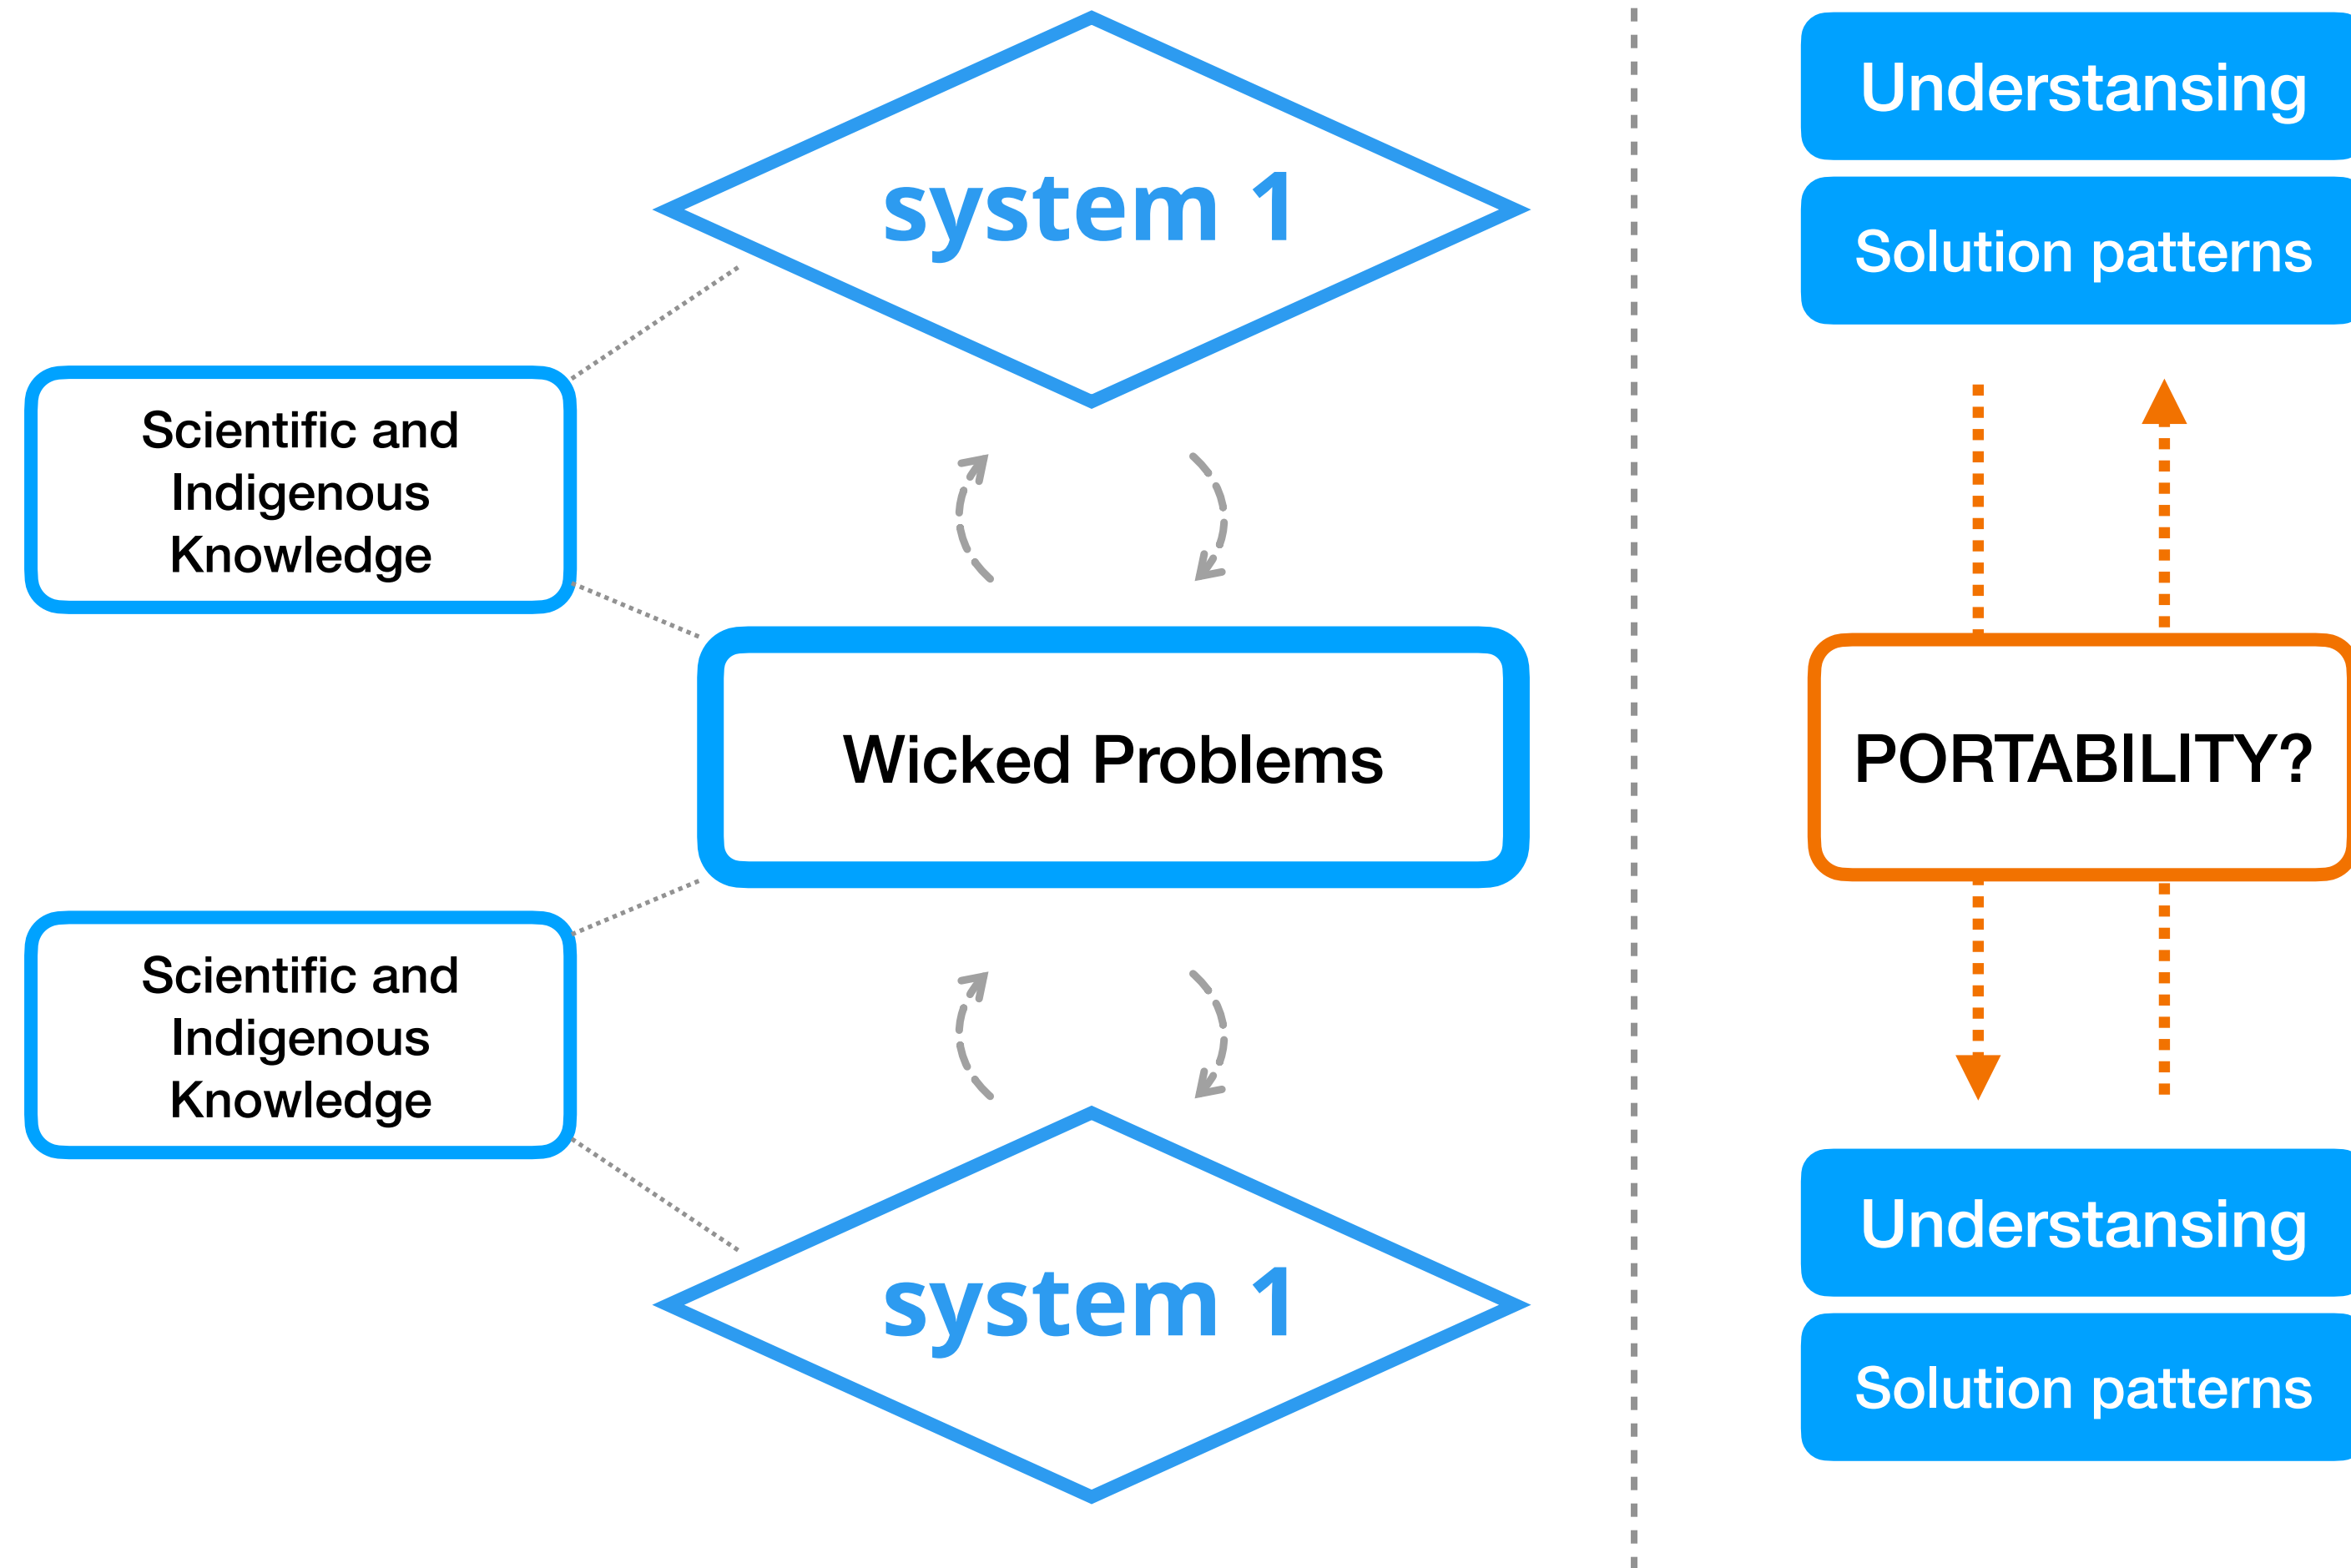 system 1
Scientific and
Indigenous
Knowledge
Wicked Problems
Scientific and
Indigenous
Knowledge
system 1
Understansing
Solution patterns
PORTABILITY?
Understansing
Solution patterns